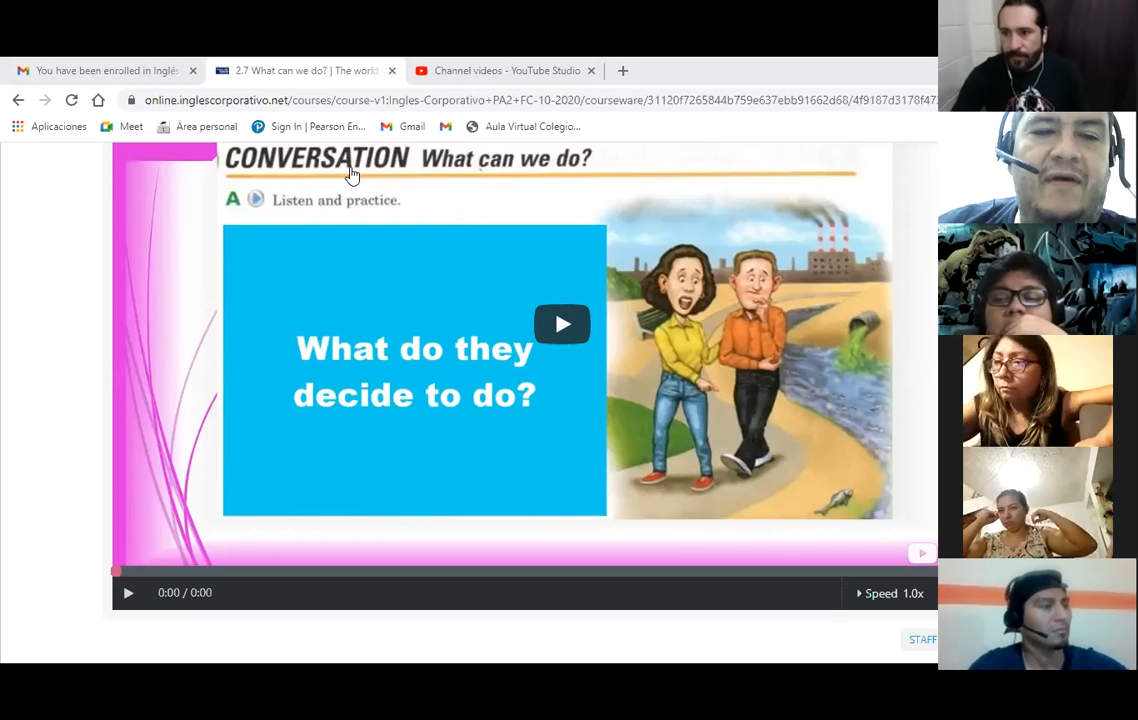 You have been enrolled in Inglés
2.7 What can we do? | The world
Channel videos - YouTube Studio
online.inglescorporativo.net/courses/course-v1:Ingles-Corporativo+PA2+FC-10-2020/courseware/31120f7265844b759e637ebb91662d68/4f9187d3178f47
Aplicaciones
Meet
Área personal
Sign In | Pearson En...
Gmail
Aula Virtual Colegio...
CONVERSATION What can we do?
A Listen and practice.
What do they
decide to do?
0:00 / 0:00
Speed 1.0x
STAFF